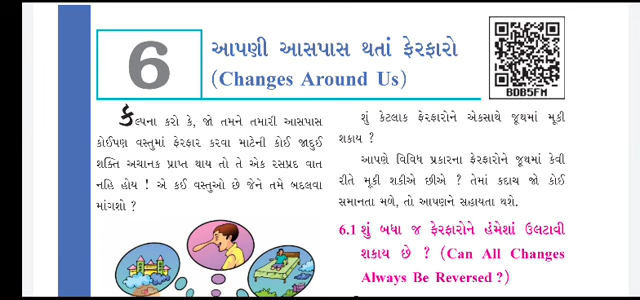 6
આપણી આસપાસ થતાં ફેરફારો
(Changes Around Us)
BDB5FM
કલ્પના કરો કે, જો તમને તમારી આસપાસ
કોઈપણ વસ્તુમાં ફેરફાર કરવા માટેની કોઈ જાદુઈ
શક્તિ અચાનક પ્રાપ્ત થાય તો તે એક રસપ્રદ વાત
નહિ હોય ! એ કઈ વસ્તુઓ છે જેને તમે બદલવા
માંગશો ?
શું કેટલાક ફેરફારોને એકસાથે જૂથમાં મૂકી
શકાય ?
આપણે વિવિધ પ્રકારના ફેરફારોને જૂથમાં કેવી
રીતે મૂકી શકીએ છીએ ? તેમાં કદાચ જો કોઈ
સમાનતા મળે, તો આપણને સહાયતા થશે.
6.1 શું બધા જ ફેરફારોને હંમેશાં ઉલટાવી
શકાય છે ? (Can All Changes
Always Be Reversed ?)